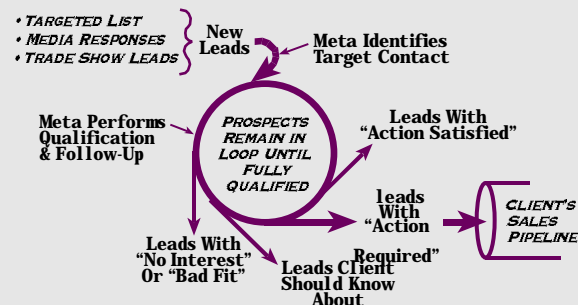 • Targeted List
• Media Responses
• Trade Show Leads
New
Leads
Meta Identifies
Target Contact
Meta Performs
Qualification
& Follow-Up
Prospects
Remain in
Loop Until
Fully
Qualified
Leads With
“Action Satisfied”
leads
With
“Action
Required”
Client's
Sales
Pipeline
Leads With
“No Interest”
Or “Bad Fit”
Leads Client
Should Know
About